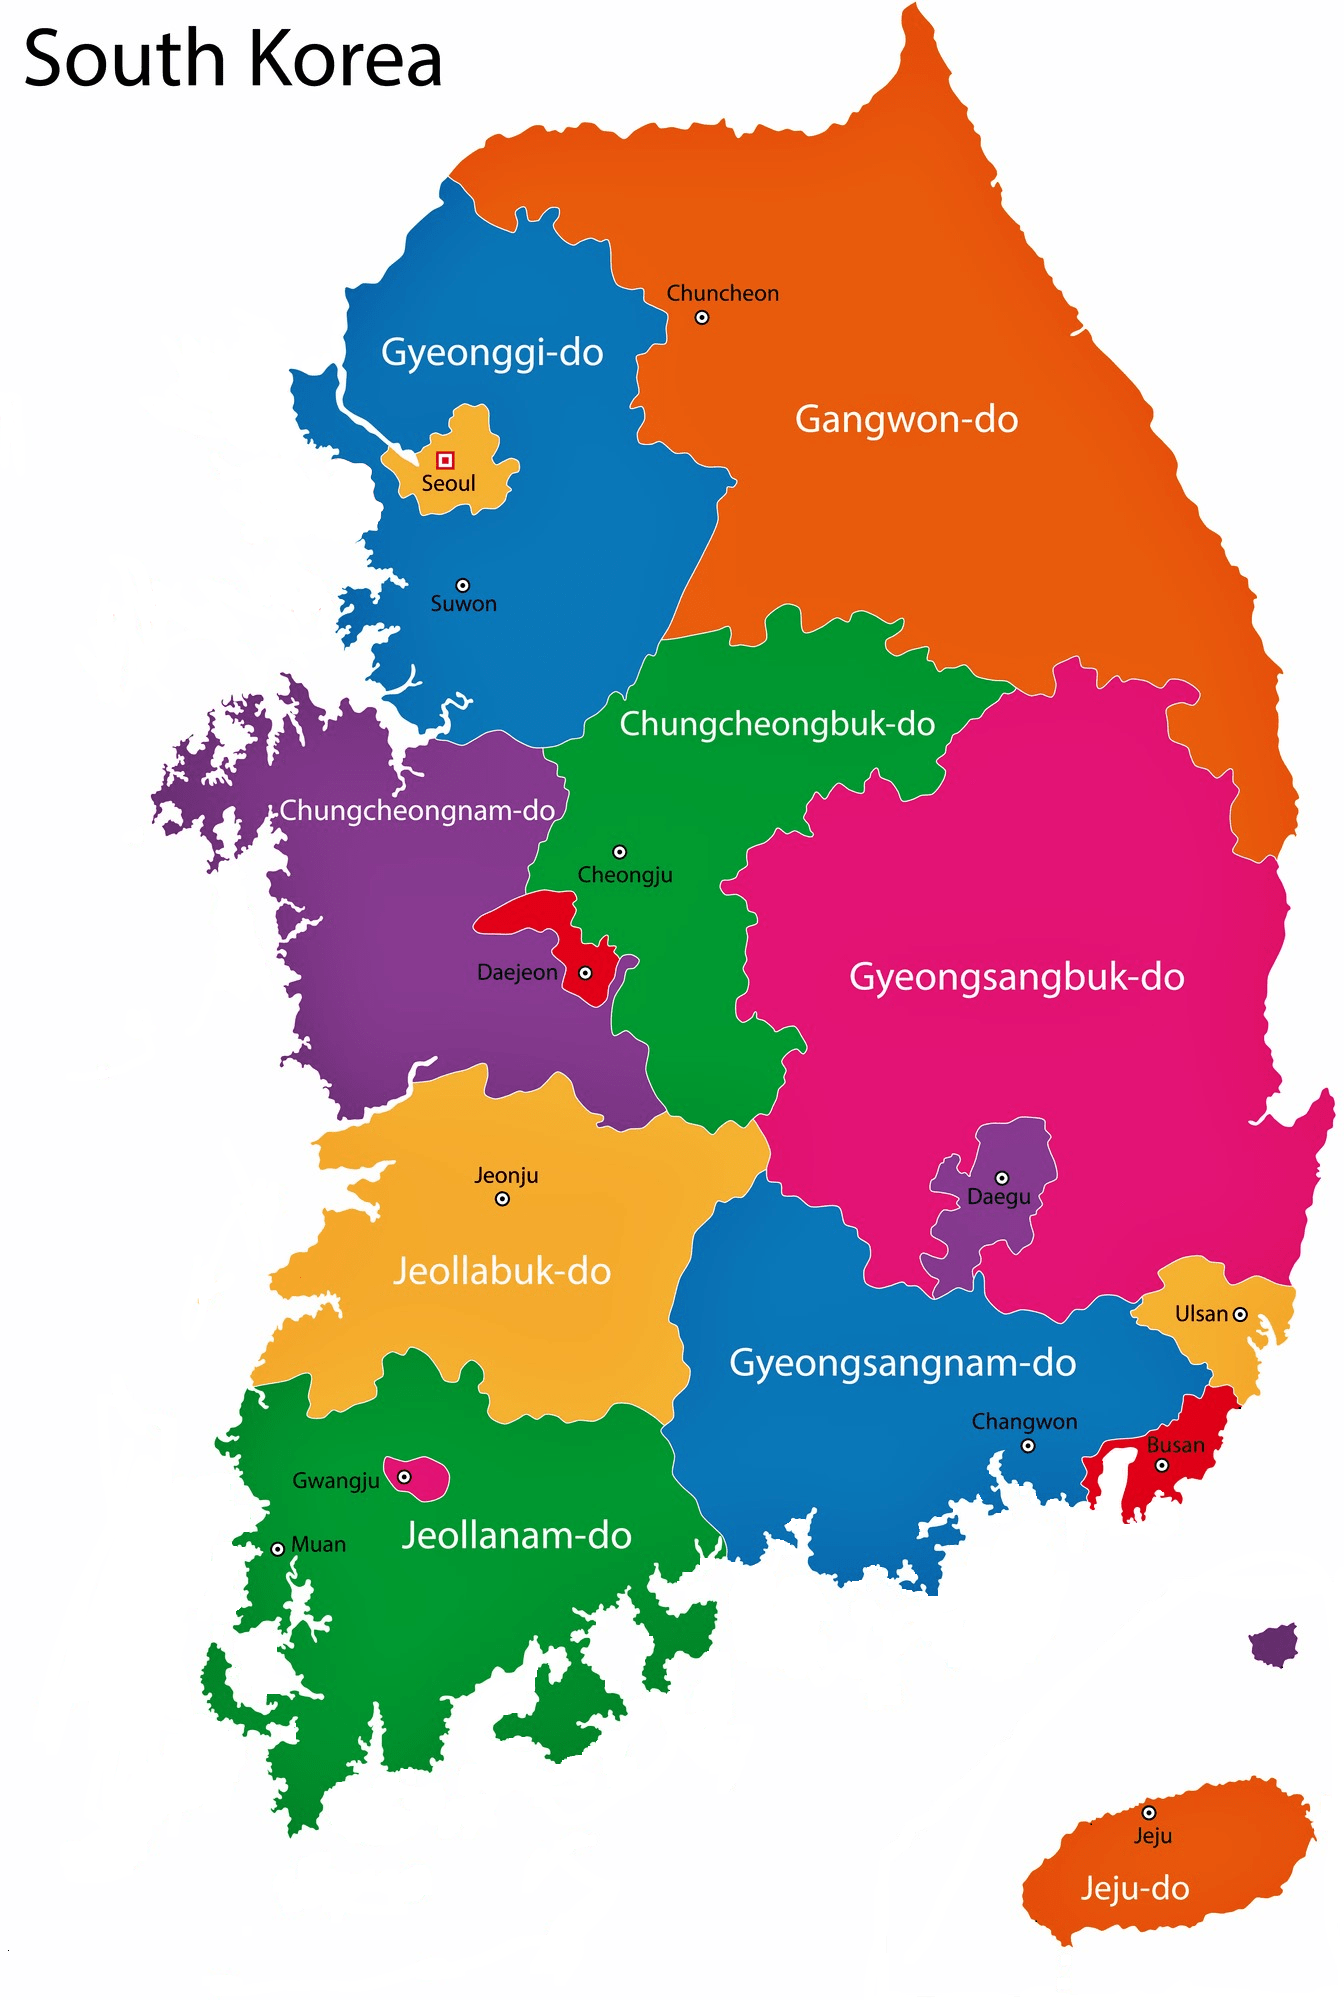 South Korea
Chuncheon
Gyeonggi-do
Gangwon-do
Seoul
Suwon
Chungcheongbuk-do
Chungcheongnam-do
Cheongju
Daejeon
Gyeongsangbuk-do
Jeonju
Daegu
Jeollabuk-do
Ulsan
Gyeongsangnam-do
Changwon
Busan
Gwangju
Jeollanam-do
Muan
Jeju
Jeju-do